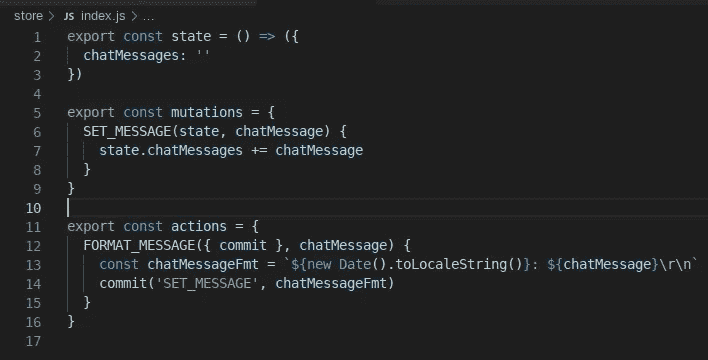 store > JS index.js > ...
1 export const state = () => ({
2   chatMessages: ''
3 })
4
5 export const mutations = {
6   SET_MESSAGE(state, chatMessage) {
7     state.chatMessages += chatMessage
8   }
9 }
10
11 export const actions = {
12   FORMAT_MESSAGE({ commit }, chatMessage) {
13     const chatMessageFmt = `${new Date().toLocaleString()}: ${chatMessage}\r\n`
14     commit('SET_MESSAGE', chatMessageFmt)
15   }
16 }
17